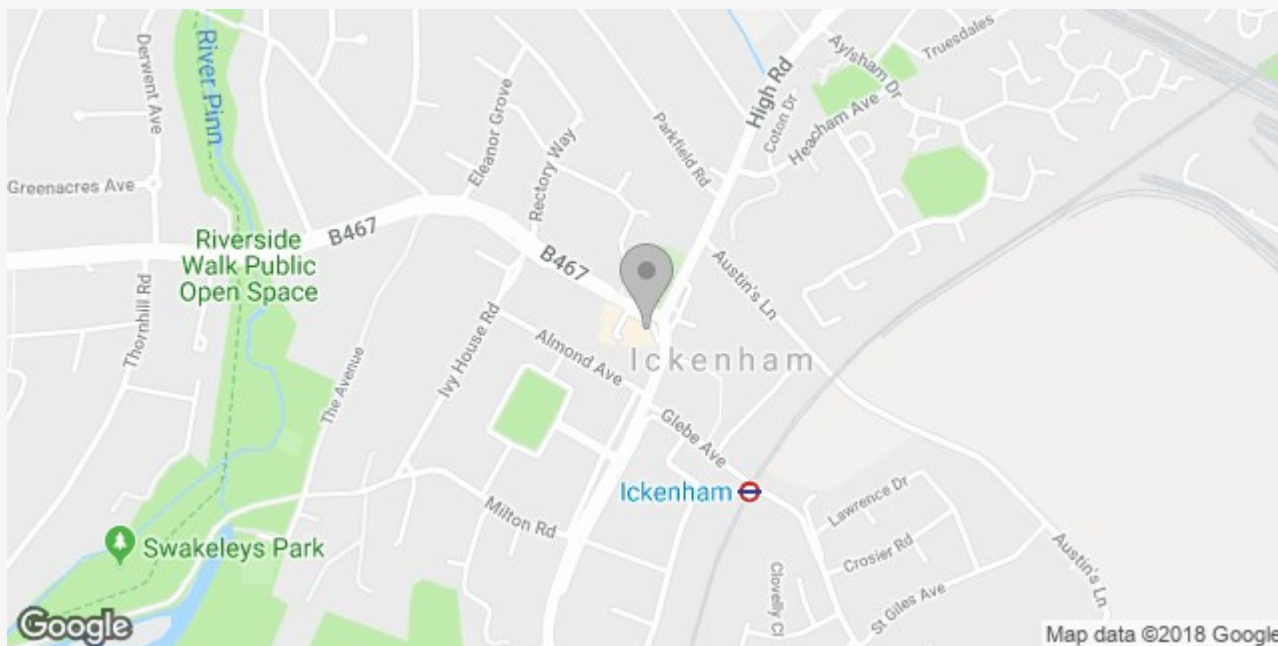 Derwent Ave
River Pinn
Greenacres Ave
Eleanor Grove
Rectory Way
Parkfield Rd
High Rd
Coton Dr
Heacham Ave
Aylsham Dr
Truesdales
B467
B467
Riverside
Walk Public
Open Space
Thornhill Rd
The Avenue
Ivy House Rd
Almond Ave
Austin's Ln
Ickenham
Glebe Ave
Ickenham
Milton Rd
Swakeleys Park
Lawrence Dr
Crosier Rd
Clovelly Cl
St Giles Ave
Austin's Ln
Google
Map data ©2018 Google